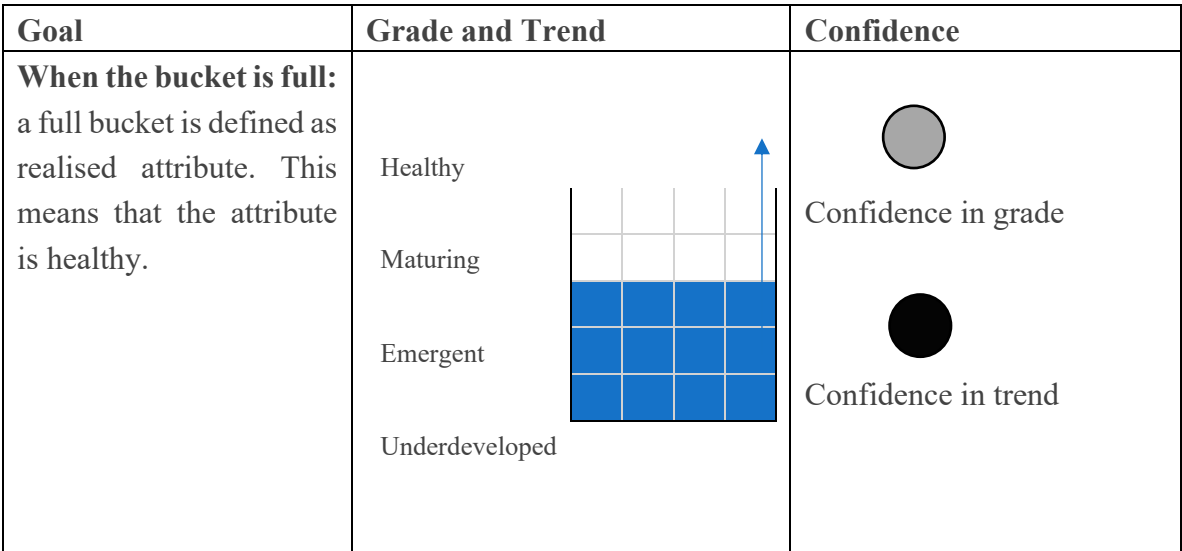 Goal
Grade and Trend
Confidence
When the bucket is full:
a full bucket is defined as
realised attribute. This
means that the attribute
is healthy.
Healthy
Maturing
Emergent
Underdeveloped
Confidence in grade
Confidence in trend